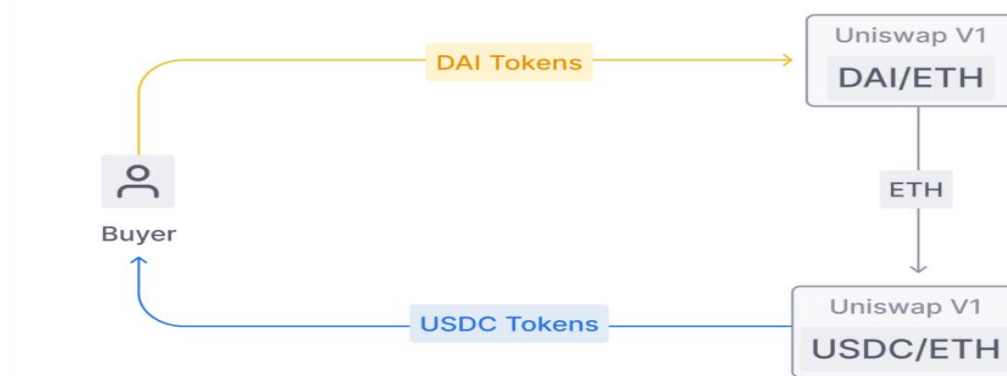 Uniswap V1
DAI Tokens
DAI/ETH
ETH
Buyer
Uniswap V1
USDC Tokens
USDC/ETH